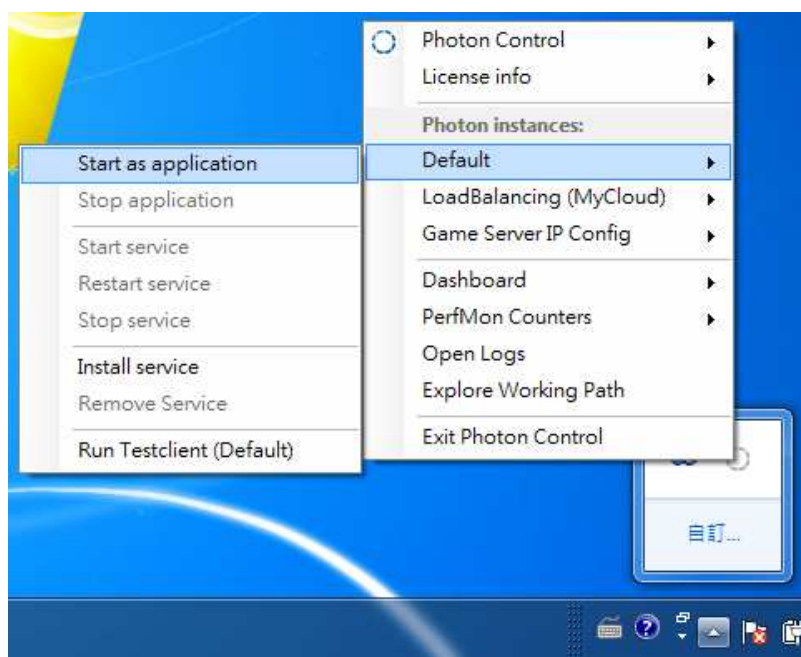 Photon Control
License info
Photon instances:
Default
LoadBalancing (MyCloud)
Game Server IP Config
Dashboard
PerfMon Counters
Open Logs
Explore Working Path
Exit Photon Control
Start as application
Stop application
Start service
Restart service
Stop service
Install service
Remove Service
Run Testclient (Default)
自訂...